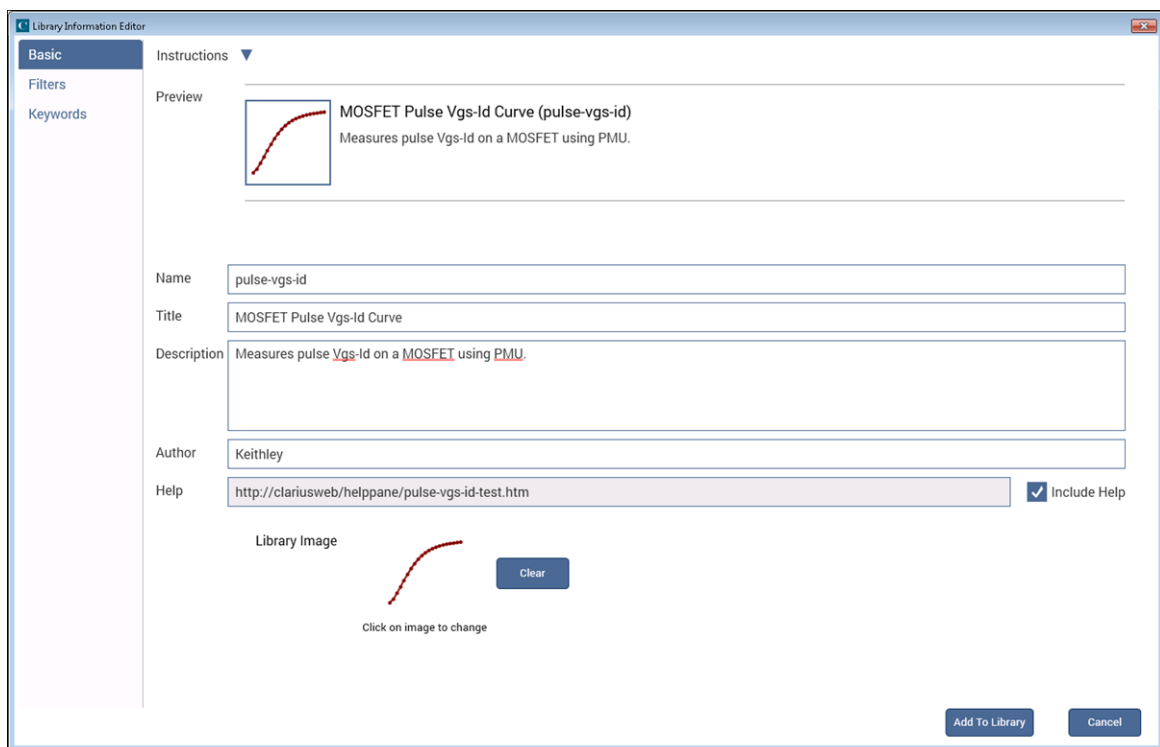 Library Information Editor
Basic
Filters
Keywords
Instructions
Preview
MOSFET Pulse Vgs-Id Curve (pulse-vgs-id)
Measures pulse Vgs-Id on a MOSFET using PMU.
Name pulse-vgs-id
Title MOSFET Pulse Vgs-Id Curve
Description Measures pulse Vgs-Id on a MOSFET using PMU.
Author Keithley
Help http://clariusweb/helppane/pulse-vgs-id-test.htm Include Help
Library Image
Clear
Click on image to change
Add To Library Cancel